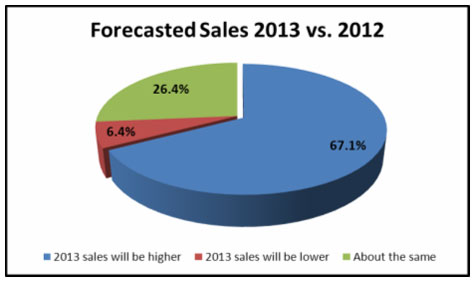 Forecasted Sales 2013 vs. 2012
26.4%
6.4%
67.1%
2013 sales will be higher 2013 sales will be lower About the same